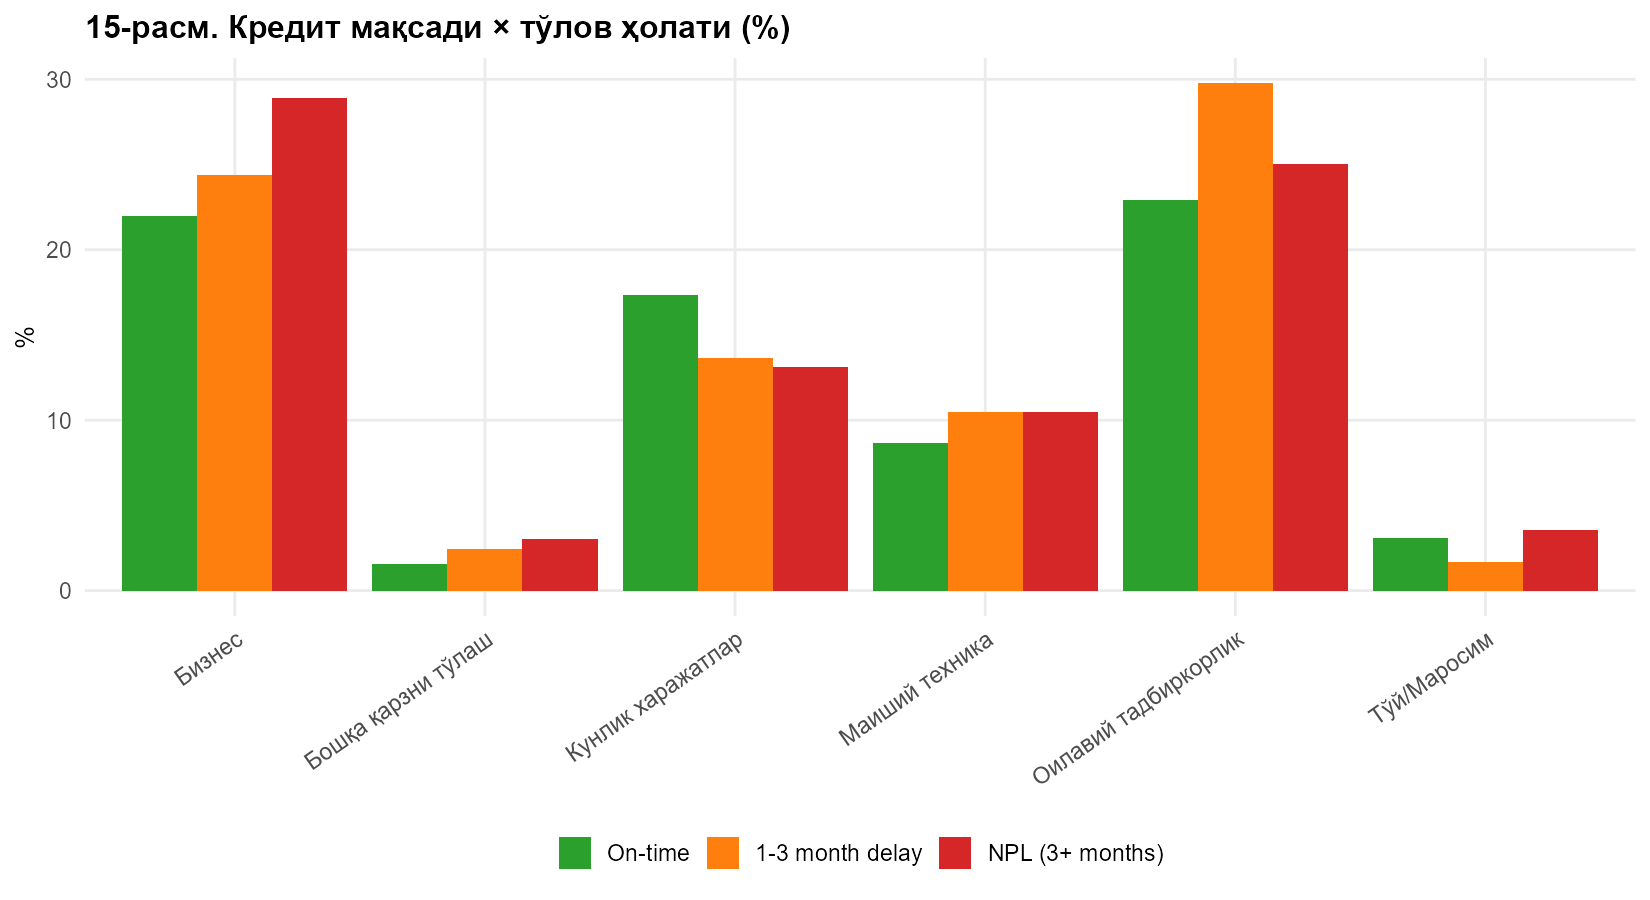 15-расм. Кредит мақсади × тўлов ҳолати (%)
30
20
10
0
%
Бизнес
Бошқа қарзни тўлаш
Кунлик харажатлар
Маиший техника
Оилавий тадбиркорлик
Тўй/Маросим
On-time
1-3 month delay
NPL (3+ months)